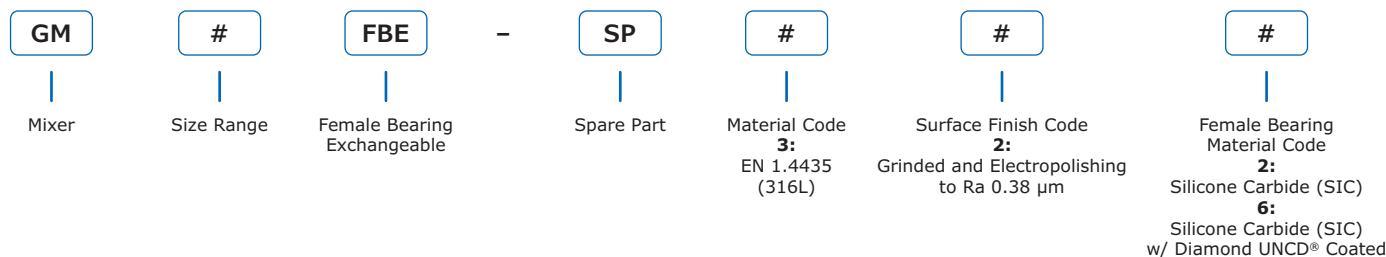 GM # FBE – SP # # #
Mixer Size Range Female Bearing Spare Part Material Code Surface Finish Code Female Bearing
Exchangeable 3: 2: Material Code
EN 1.4435 Grinded and Electropolishing 2:
(316L) to Ra 0.38 µm Silicone Carbide (SIC)
6:
Silicone Carbide (SIC)
w/ Diamond UNCD® Coated